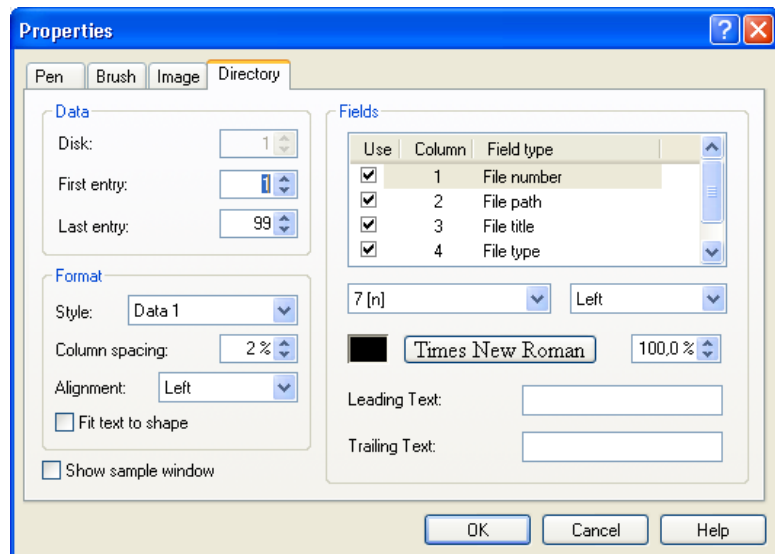 Properties
Pen Brush Image Directory
Data
Disk: 1
First entry: 1
Last entry: 99
Format
Style: Data 1
Column spacing: 2 %
Alignment: Left
Fit text to shape
Show sample window
Fields
Use Column Field type
1 File number
2 File path
3 File title
4 File type
7 [n] Left
Times New Roman 100,0 %
Leading Text:
Trailing Text:
OK Cancel Help